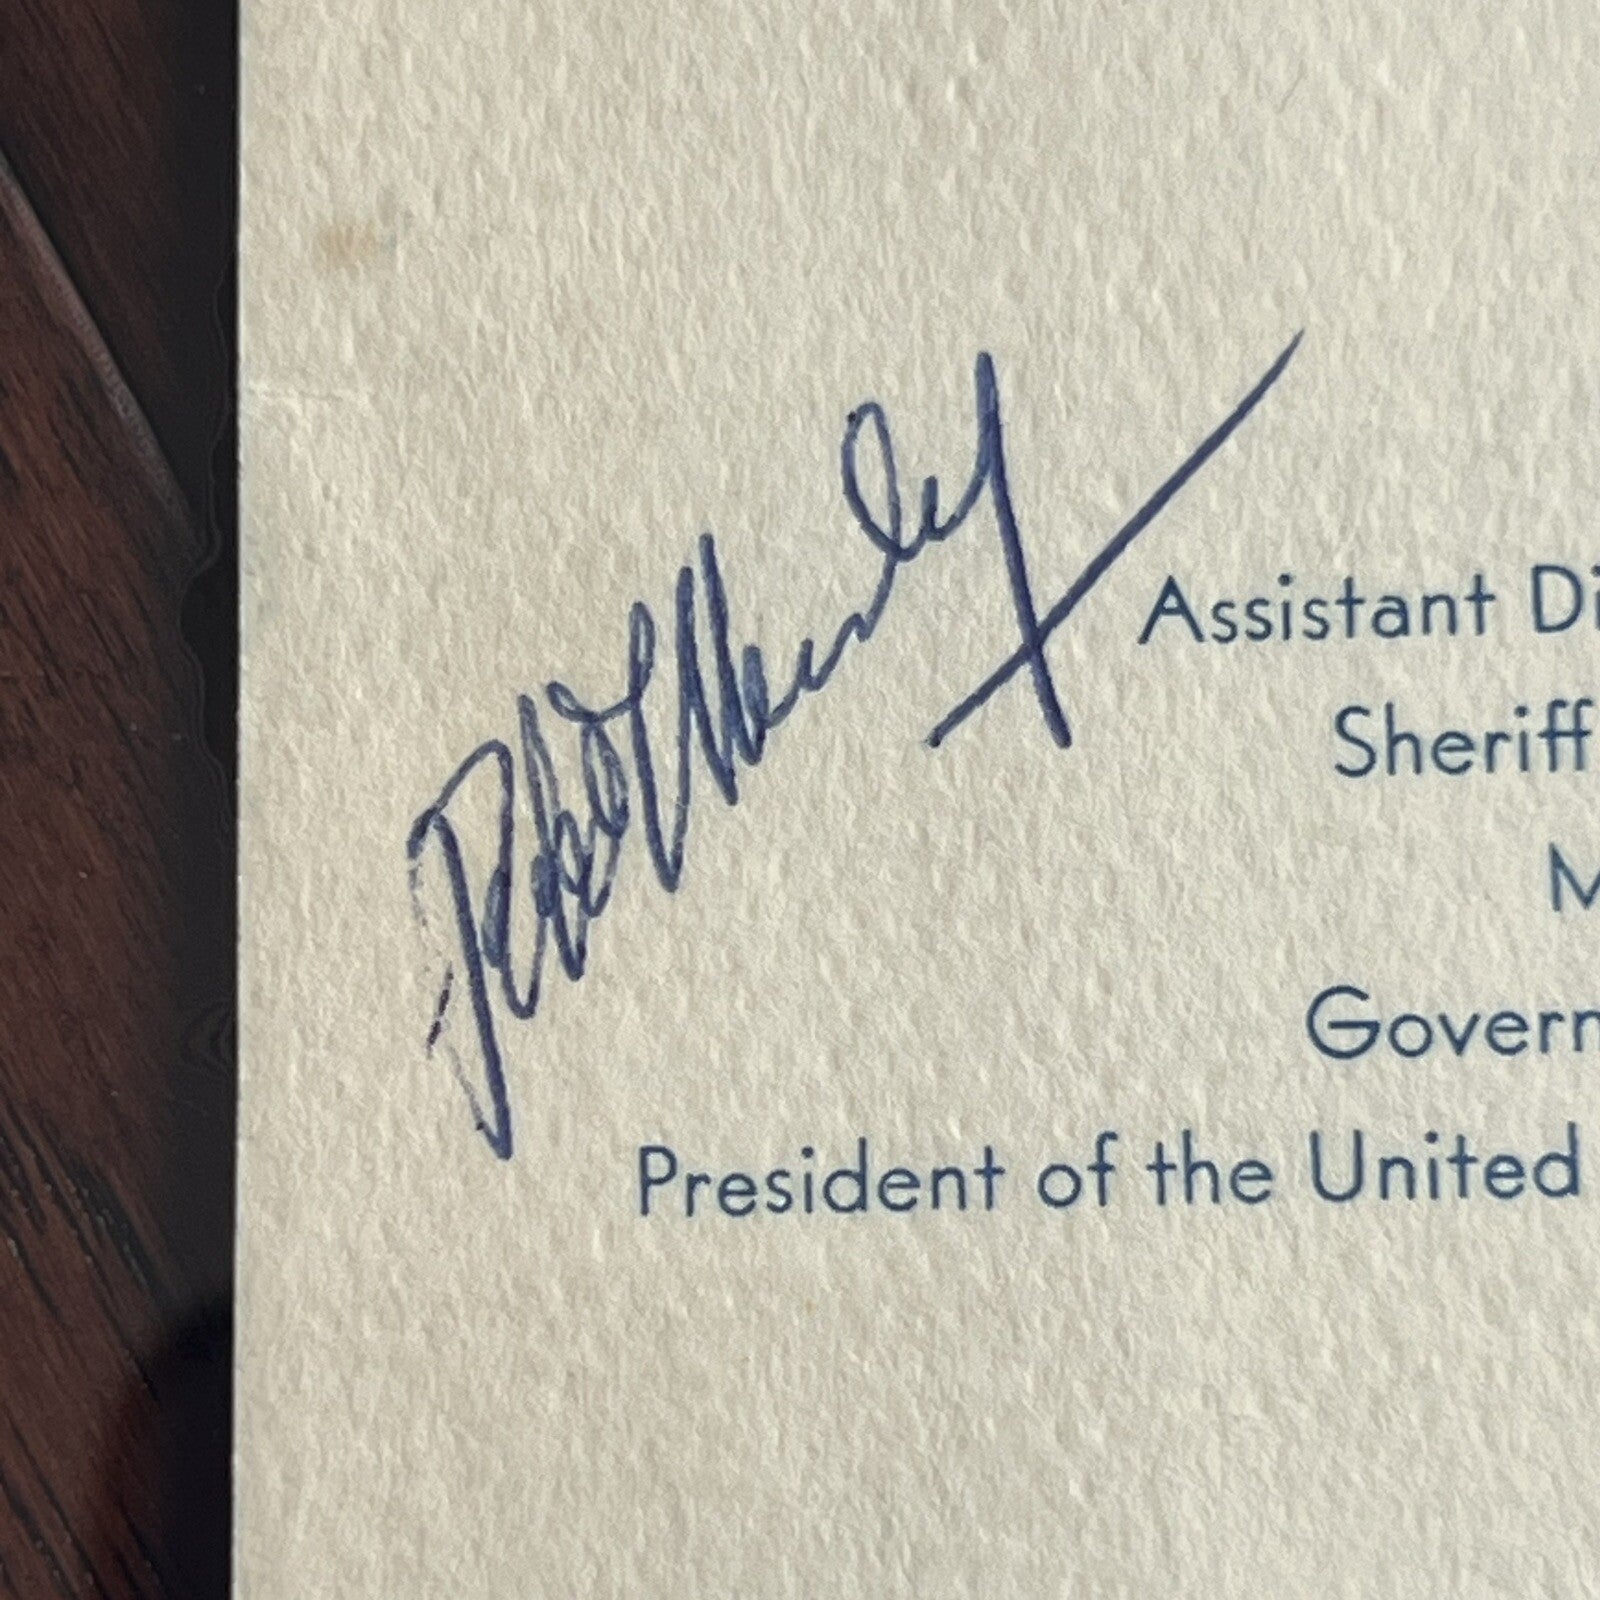 Assistant Di
Sheriff
M
Govern
President of the United